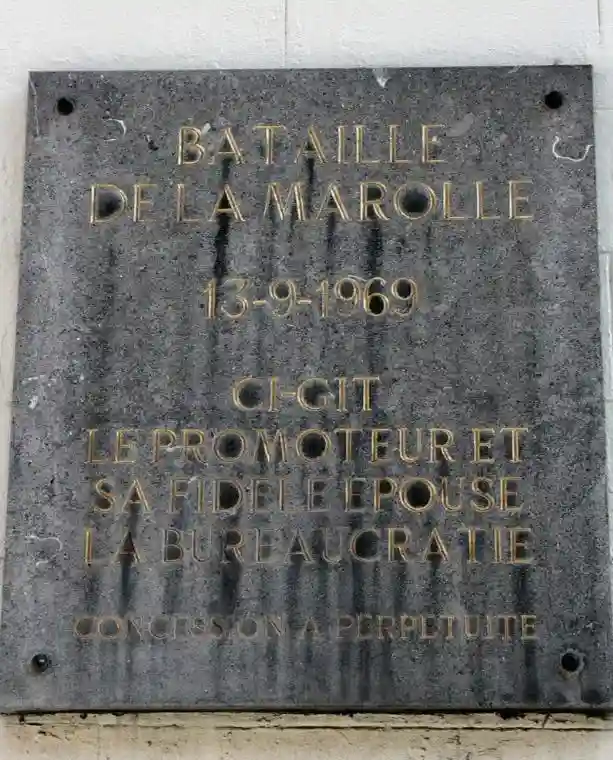 BATAILLE
DE LA MAROLLE
13-9-1969
CI-GIT
LE PROMOTEUR ET
SA FIDELE EPOUSE
LA BUREAUCRATIE
CONCESSION A PERPETUITE